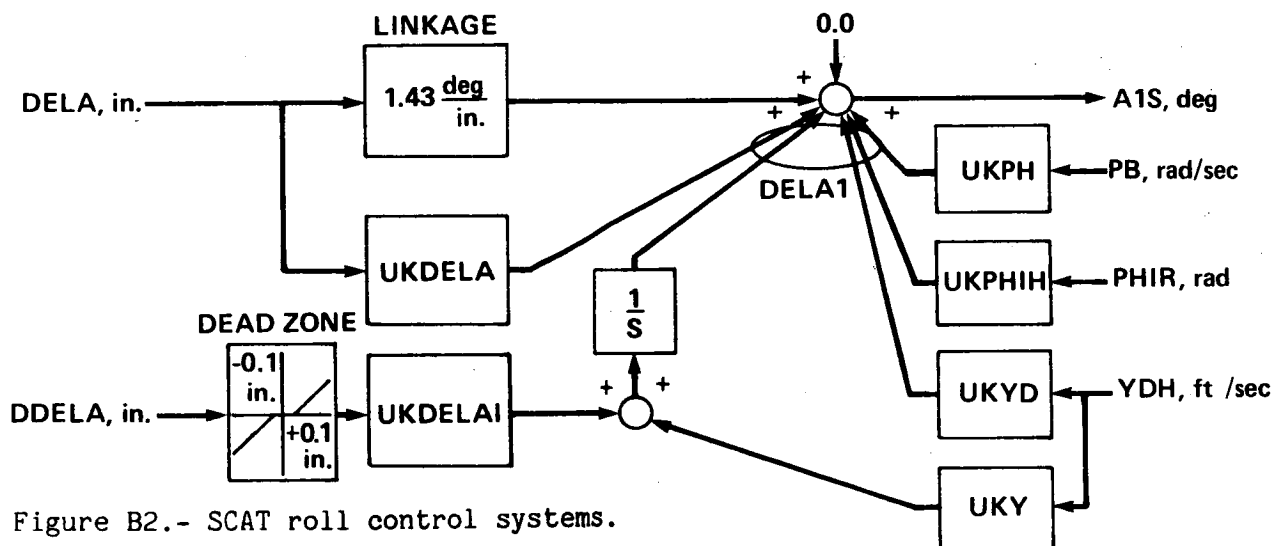 LINKAGE
0.0
DELA, in.
1.43 deg/in.
+
+
+
A1S, deg
DELA1
UKPH
PB, rad/sec
UKDELA
1/S
UKPHIH
PHIR, rad
DEAD ZONE
-0.1
in.
+0.1
in.
DDELA, in.
UKDELAI
+
+
UKYD
YDH, ft /sec
UKY
Figure B2.- SCAT roll control systems.